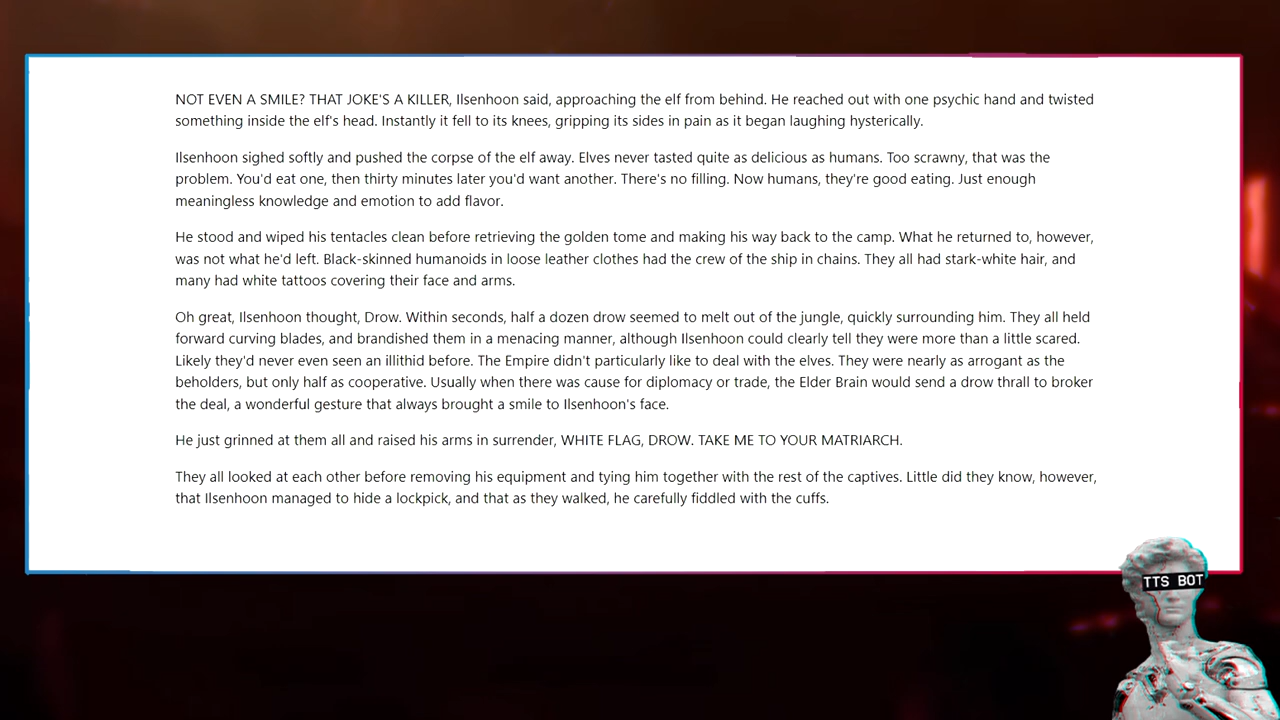 NOT EVEN A SMILE? THAT JOKE'S A KILLER, Ilsenhoon said, approaching the elf from behind. He reached out with one psychic hand and twisted
something inside the elf's head. Instantly it fell to its knees, gripping its sides in pain as it began laughing hysterically.
Ilsenhoon sighed softly and pushed the corpse of the elf away. Elves never tasted quite as delicious as humans. Too scrawny, that was the
problem. You'd eat one, then thirty minutes later you'd want another. There's no filling. Now humans, they're good eating. Just enough
meaningless knowledge and emotion to add flavor.
He stood and wiped his tentacles clean before retrieving the golden tome and making his way back to the camp. What he returned to, however,
was not what he'd left. Black-skinned humanoids in loose leather clothes had the crew of the ship in chains. They all had stark-white hair, and
many had white tattoos covering their face and arms.
Oh great, Ilsenhoon thought, Drow. Within seconds, half a dozen drow seemed to melt out of the jungle, quickly surrounding him. They all held
forward curving blades, and brandished them in a menacing manner, although Ilsenhoon could clearly tell they were more than a little scared.
Likely they'd never even seen an illithid before. The Empire didn't particularly like to deal with the elves. They were nearly as arrogant as the
beholders, but only half as cooperative. Usually when there was cause for diplomacy or trade, the Elder Brain would send a drow thrall to broker
the deal, a wonderful gesture that always brought a smile to Ilsenhoon's face.
He just grinned at them all and raised his arms in surrender, WHITE FLAG, DROW. TAKE ME TO YOUR MATRIARCH.
They all looked at each other before removing his equipment and tying him together with the rest of the captives. Little did they know, however,
that Ilsenhoon managed to hide a lockpick, and that as they walked, he carefully fiddled with the cuffs.
TTS BOT